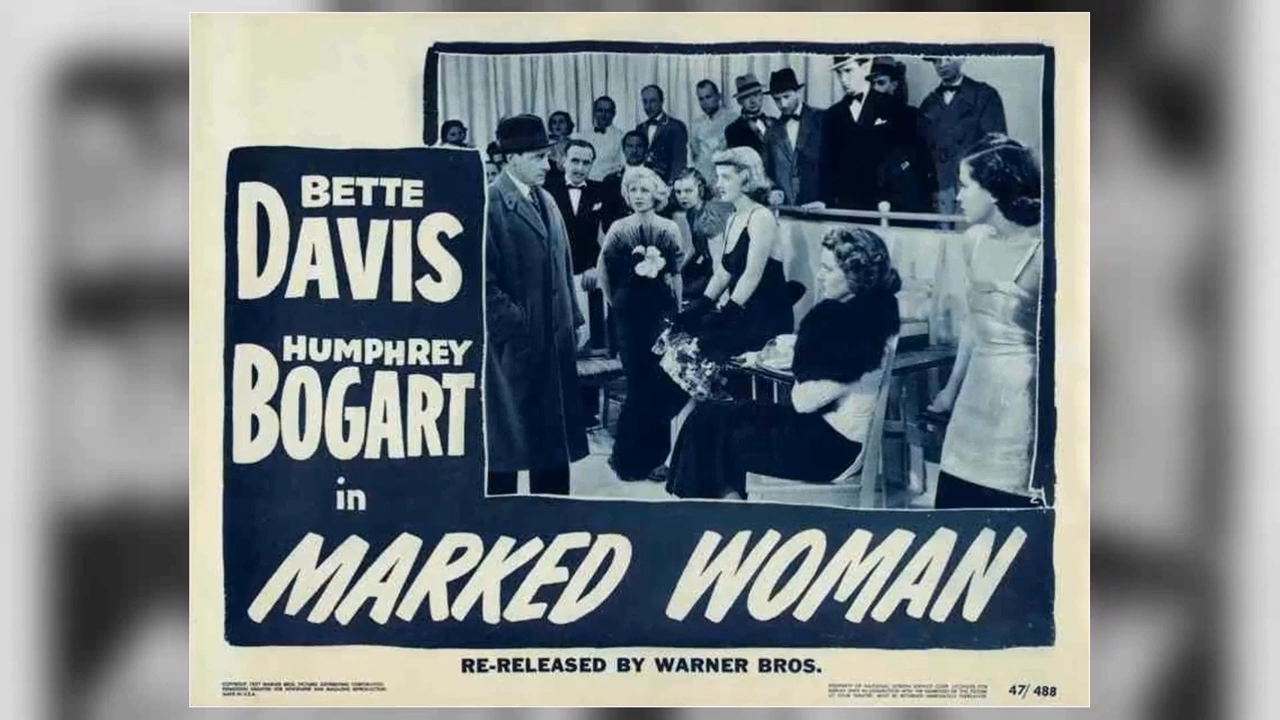 BETTE
DAVIS
HUMPHREY
BOGART
in
MARKED WOMAN
RE-RELEASED BY WARNER BROS.
47/488